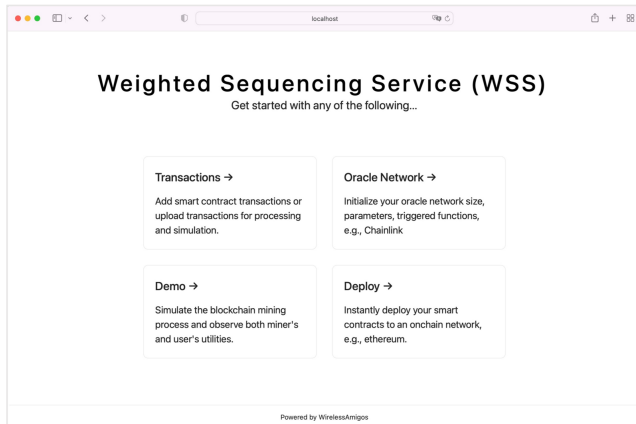 localhost
Weighted Sequencing Service (WSS)
Get started with any of the following...
Transactions →
Add smart contract transactions or
upload transactions for processing
and simulation.
Oracle Network →
Initialize your oracle network size,
parameters, triggered functions,
e.g., Chainlink
Demo →
Simulate the blockchain mining
process and observe both miner's
and user's utilities.
Deploy →
Instantly deploy your smart
contracts to an onchain network,
e.g., ethereum.
Powered by WirelessAmigos